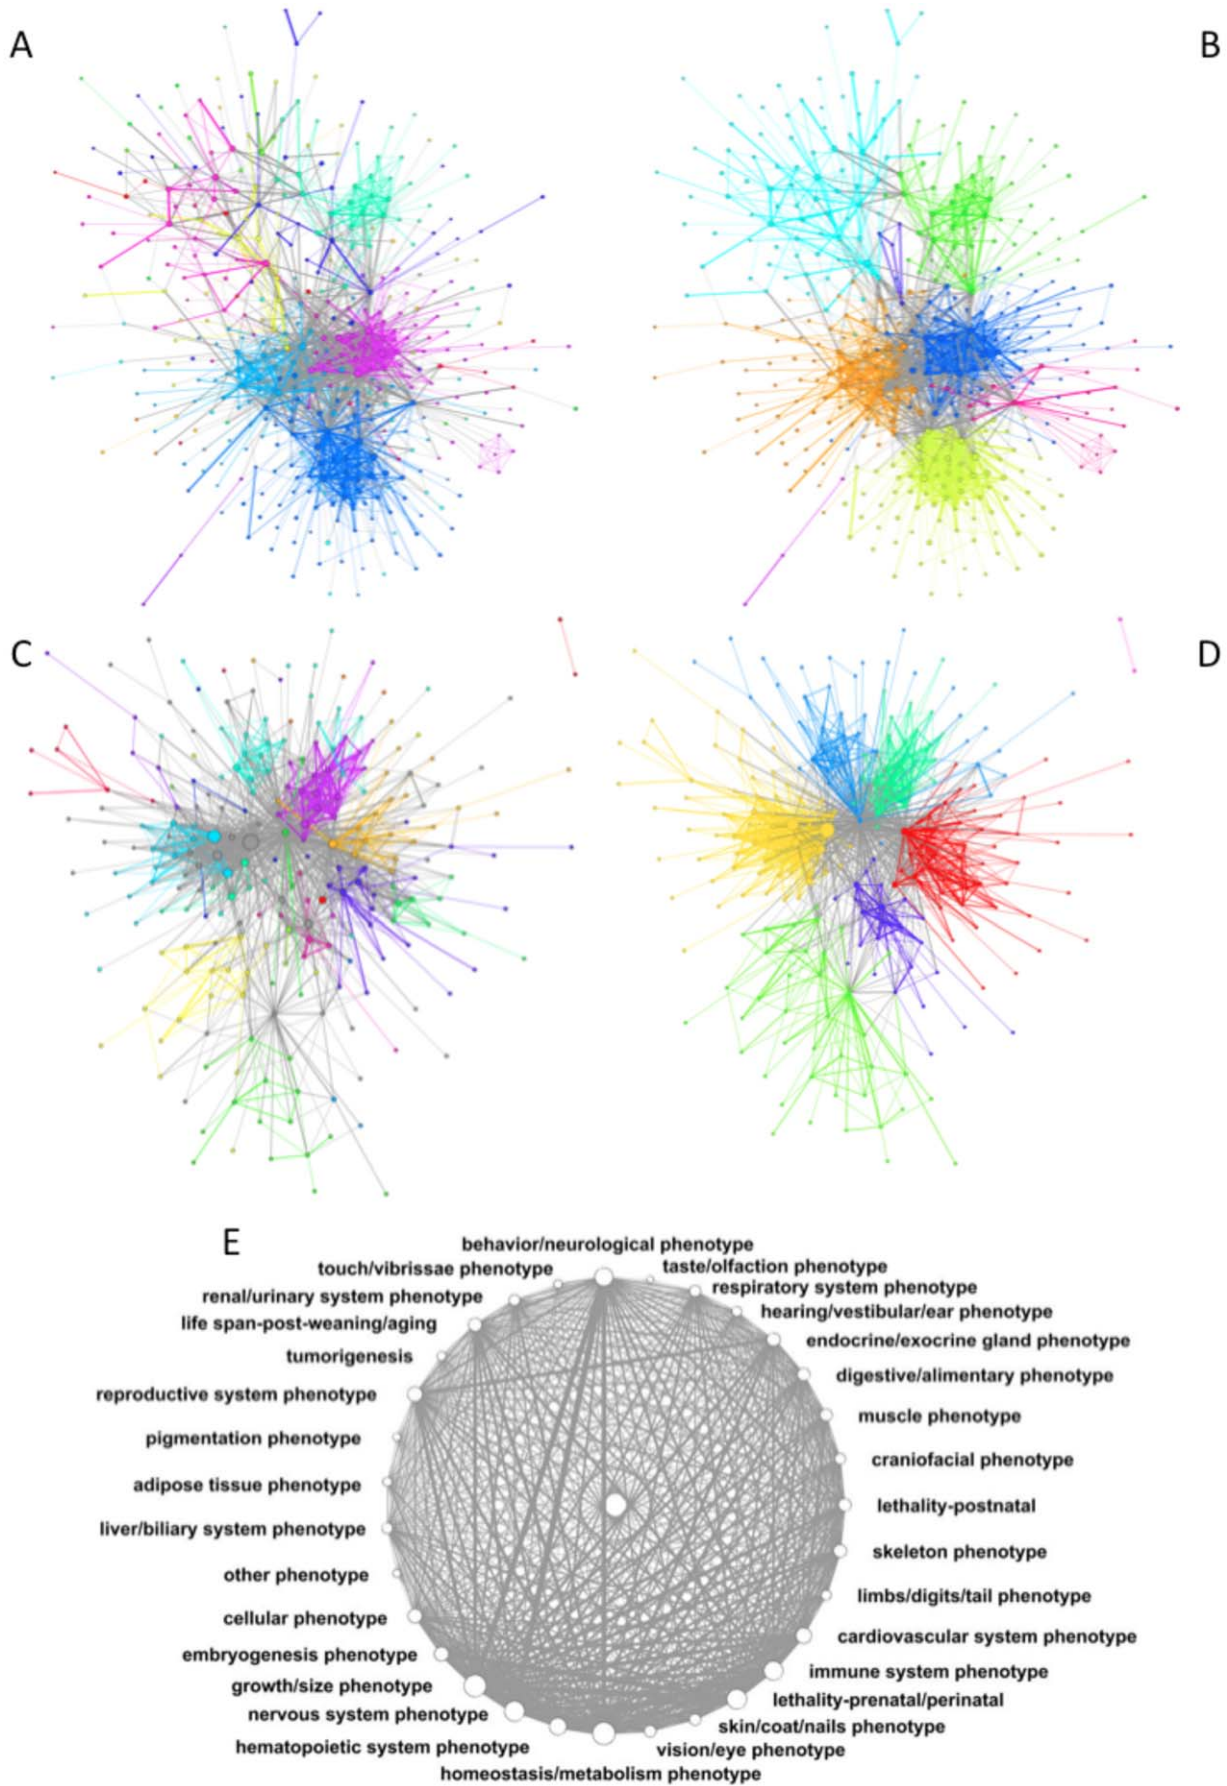 A
B
C
D
E
behavior/neurological phenotype
touch/vibrissae phenotype
taste/olfaction phenotype
renal/urinary system phenotype
respiratory system phenotype
life span-post-weaning/aging
hearing/vestibular/ear phenotype
tumorigenesis
endocrine/exocrine gland phenotype
reproductive system phenotype
digestive/alimentary phenotype
pigmentation phenotype
muscle phenotype
adipose tissue phenotype
craniofacial phenotype
liver/biliary system phenotype
lethality-postnatal
other phenotype
skeleton phenotype
cellular phenotype
limbs/digits/tail phenotype
embryogenesis phenotype
cardiovascular system phenotype
growth/size phenotype
immune system phenotype
nervous system phenotype
lethality-prenatal/perinatal
hematopoietic system phenotype
skin/coat/nails phenotype
vision/eye phenotype
homeostasis/metabolism phenotype